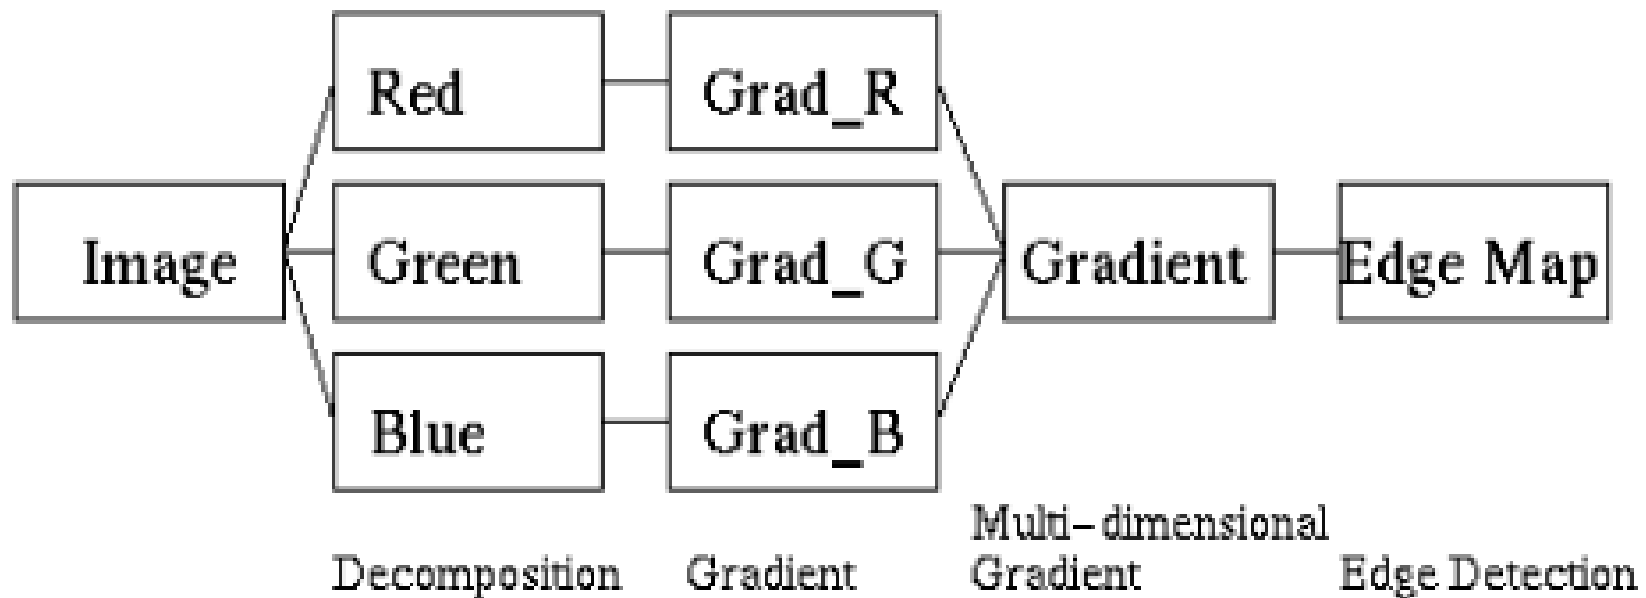 Red
Grad_R
Image
Green
Grad_G
Gradient
Edge Map
Blue
Grad_B
Decomposition
Gradient
Multi-dimensional
Gradient
Edge Detection